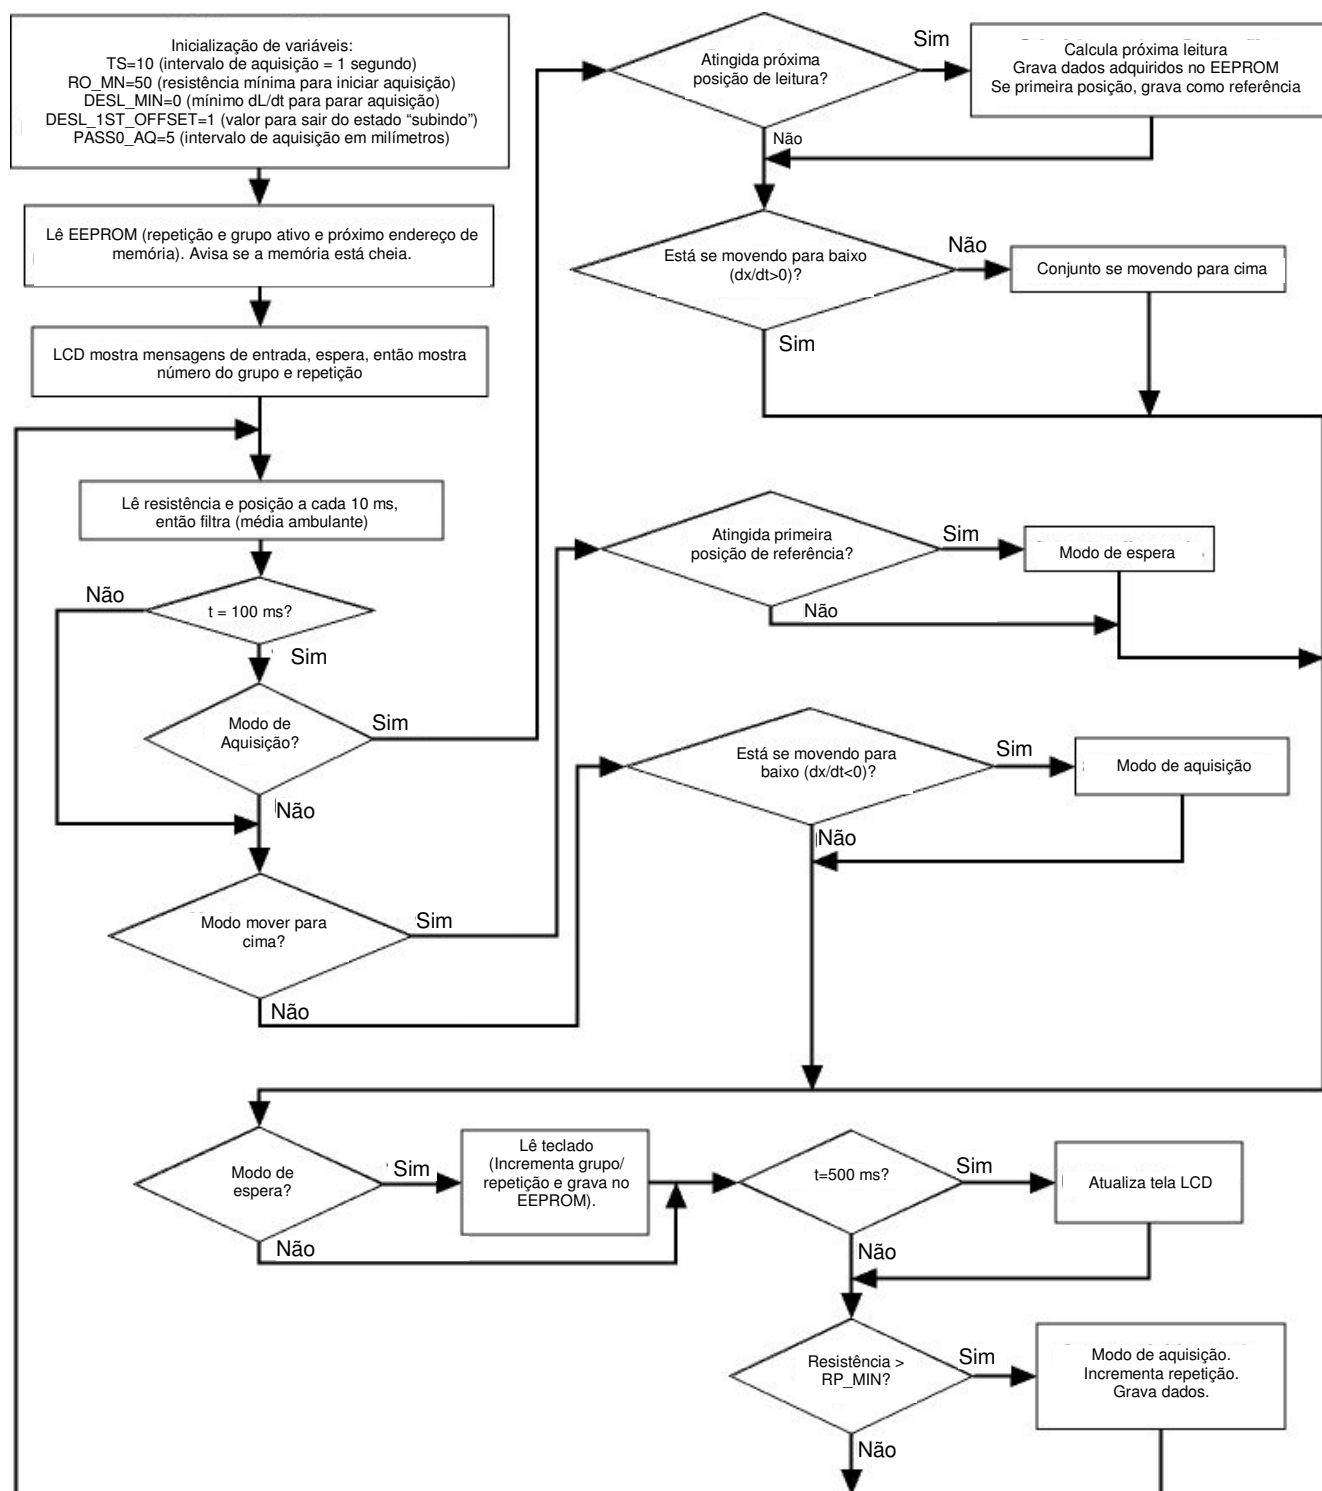 Inicialização de variáveis:
TS=10 (intervalo de aquisição = 1 segundo)
RO_MN=50 (resistência mínima para iniciar aquisição)
DESL_MIN=0 (mínimo dL/dt para parar aquisição)
DESL_1ST_OFFSET=1 (valor para sair do estado “subindo”)
PASS0_AQ=5 (intervalo de aquisição em milímetros)
Lê EEPROM (repetição e grupo ativo e próximo endereço de
memória). Avisa se a memória está cheia.
LCD mostra mensagens de entrada, espera, então mostra
número do grupo e repetição
Lê resistência e posição a cada 10 ms,
então filtra (média ambulante)
t = 100 ms?
Não
Sim
Modo de
Aquisição?
Sim
Não
Modo mover para
cima?
Sim
Não
Atingida próxima
posição de leitura?
Sim
Não
Calcula próxima leitura
Grava dados adquiridos no EEPROM
Se primeira posição, grava como referência
Está se movendo para baixo
(dx/dt>0)?
Não
Sim
Conjunto se movendo para cima
Atingida primeira
posição de referência?
Sim
Não
Modo de espera
Está se movendo para
baixo (dx/dt<0)?
Sim
Não
Modo de aquisição
Modo de
espera?
Sim
Não
Lê teclado
(Incrementa grupo/
repetição e grava no
EEPROM).
t=500 ms?
Sim
Não
Atualiza tela LCD
Resistência >
RP_MIN?
Sim
Não
Modo de aquisição.
Incrementa repetição.
Grava dados.